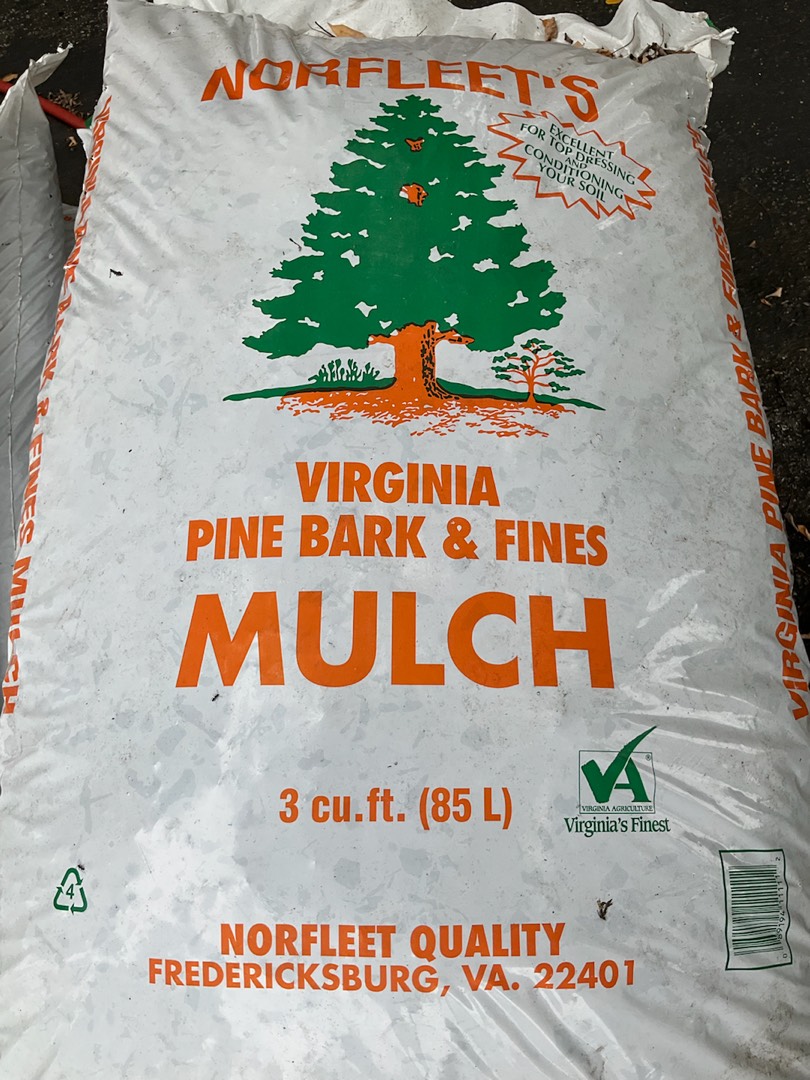 NORFLEET'S
EXCELLENT
FOR TOP DRESSING
AND
CONDITIONING
YOUR SOIL
VIRGINIA
PINE BARK & FINES
MULCH
3 cu.ft. (85 L)
VA
®
VIRGINIA AGRICULTURE
Virginia's Finest
4
NORFLEET QUALITY
FREDERICKSBURG, VA. 22401
VIRGINIA PINE BARK & FINES MULCH
VIRGINIA PINE BARK & FINES